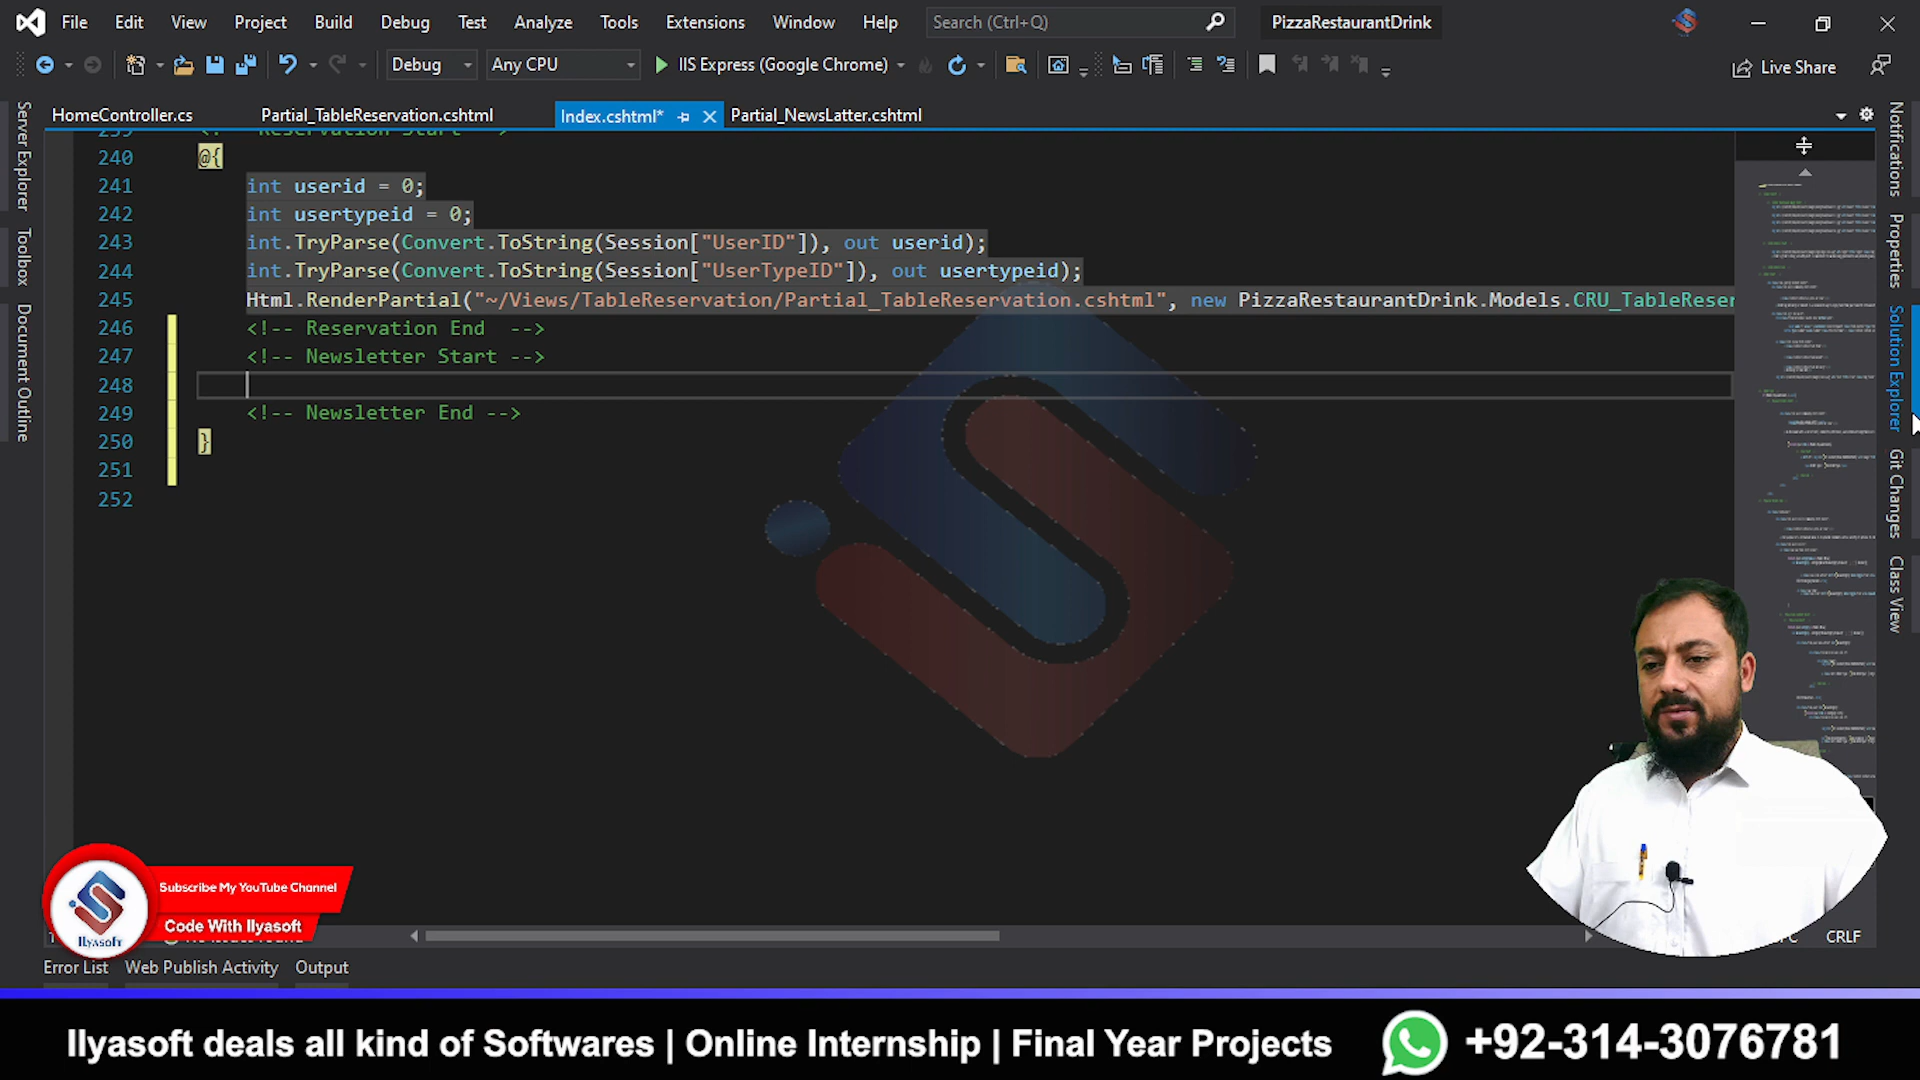 File Edit View Project Build Debug Test Analyze Tools Extensions Window Help Search (Ctrl+Q) PizzaRestaurantDrink
Debug Any CPU IIS Express (Google Chrome) Live Share
HomeController.cs Partial_TableReservation.cshtml Index.cshtml* Partial_NewsLatter.cshtml
Server Explorer
Toolbox
Document Outline
Notifications
Properties
Solution Explorer
Git Changes
Class View
239 Reservation Start
240 @{
241 int userid = 0;
242 int usertypeid = 0;
243 int.TryParse(Convert.ToString(Session["UserID"]), out userid);
244 int.TryParse(Convert.ToString(Session["UserTypeID"]), out usertypeid);
245 Html.RenderPartial("~/Views/TableReservation/Partial_TableReservation.cshtml", new PizzaRestaurantDrink.Models.CRU_TableReser
246 <!-- Reservation End -->
247 <!-- Newsletter Start -->
248
249 <!-- Newsletter End -->
250 }
251
252
Subscribe My YouTube Channel
Code With Ilyasoft
Ilyasoft
CRLF
Error List Web Publish Activity Output
Ilyasoft deals all kind of Softwares | Online Internship | Final Year Projects +92-314-3076781